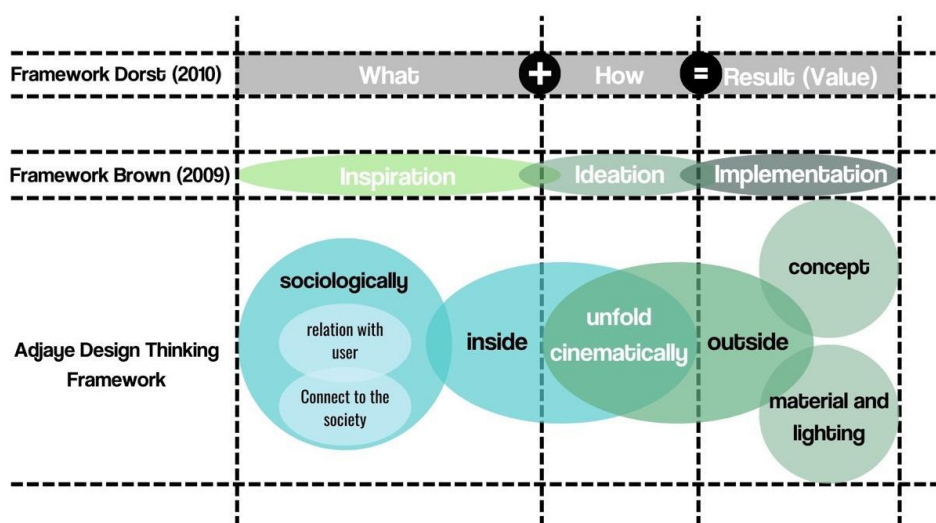 Framework Dorst (2010)
What
+
How
=
Result (Value)
Framework Brown (2009)
Inspiration
Ideation
Implementation
Adjaye Design Thinking
Framework
sociologically
relation with
user
Connect to the
society
inside
unfold
cinematically
outside
concept
material and
lighting